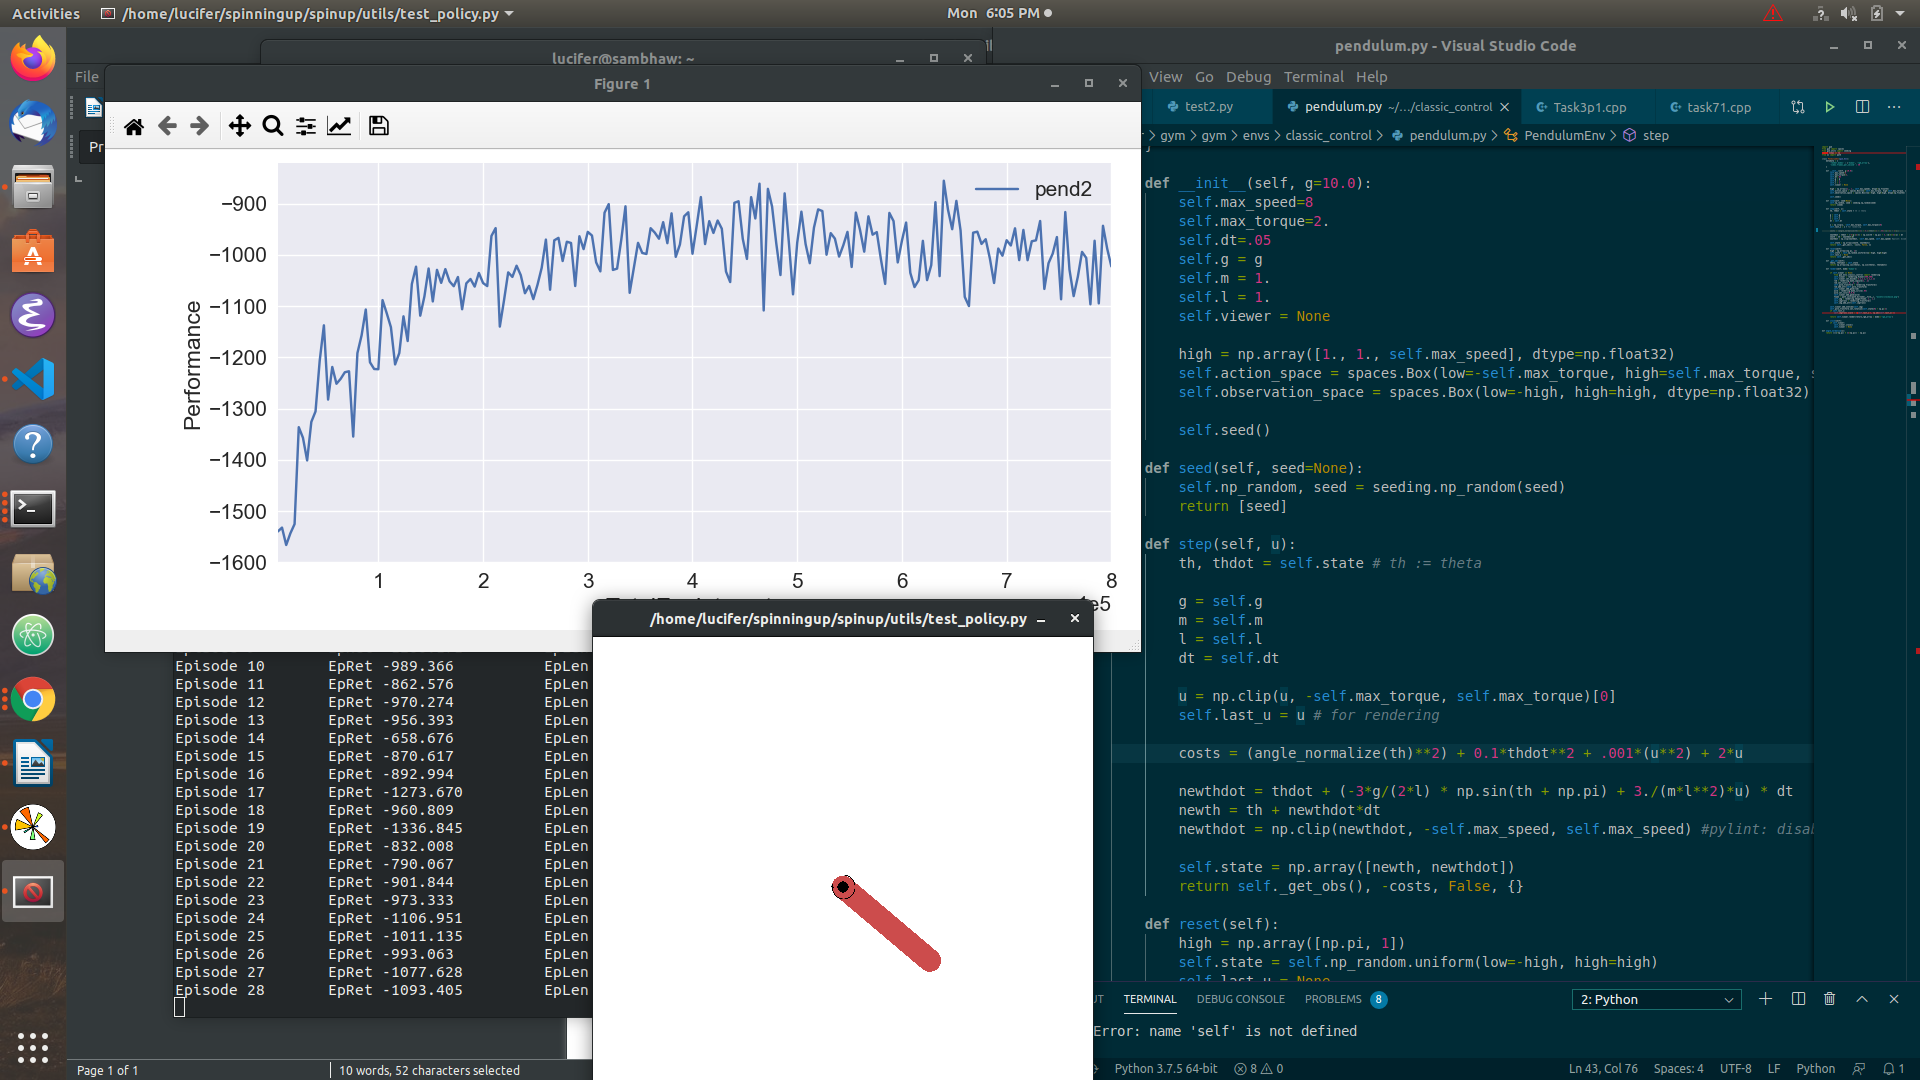 Activities
/home/lucifer/spinningup/spinup/utils/test_policy.py
Mon 6:05 PM
lucifer@sambhaw: ~
pendulum.py - Visual Studio Code
File
Figure 1
View Go Debug Terminal Help
test2.py
pendulum.py ~/.../classic_control
Task3p1.cpp
task71.cpp
gym > gym > envs > classic_control > pendulum.py > PendulumEnv > step
Pr
pend2
Performance
−900
−1000
−1100
−1200
−1300
−1400
−1500
−1600
1 2 3 4 5 6 7 8
1e5
def __init__(self, g=10.0):
self.max_speed=8
self.max_torque=2.
self.dt=.05
self.g = g
self.m = 1.
self.l = 1.
self.viewer = None
high = np.array([1., 1., self.max_speed], dtype=np.float32)
self.action_space = spaces.Box(low=-self.max_torque, high=self.max_torque, s
self.observation_space = spaces.Box(low=-high, high=high, dtype=np.float32)
self.seed()
def seed(self, seed=None):
self.np_random, seed = seeding.np_random(seed)
return [seed]
def step(self, u):
th, thdot = self.state # th := theta
g = self.g
m = self.m
l = self.l
dt = self.dt
u = np.clip(u, -self.max_torque, self.max_torque)[0]
self.last_u = u # for rendering
costs = (angle_normalize(th)**2) + 0.1*thdot**2 + .001*(u**2) + 2*u
newthdot = thdot + (-3*g/(2*l) * np.sin(th + np.pi) + 3./(m*l**2)*u) * dt
newth = th + newthdot*dt
newthdot = np.clip(newthdot, -self.max_speed, self.max_speed) #pylint: disa
self.state = np.array([newth, newthdot])
return self._get_obs(), -costs, False, {}
def reset(self):
high = np.array([np.pi, 1])
self.state = self.np_random.uniform(low=-high, high=high)
self.last_u = None
/home/lucifer/spinningup/spinup/utils/test_policy.py
Episode 10 EpRet -989.366 EpLen
Episode 11 EpRet -862.576 EpLen
Episode 12 EpRet -970.274 EpLen
Episode 13 EpRet -956.393 EpLen
Episode 14 EpRet -658.676 EpLen
Episode 15 EpRet -870.617 EpLen
Episode 16 EpRet -892.994 EpLen
Episode 17 EpRet -1273.670 EpLen
Episode 18 EpRet -960.809 EpLen
Episode 19 EpRet -1336.845 EpLen
Episode 20 EpRet -832.008 EpLen
Episode 21 EpRet -790.067 EpLen
Episode 22 EpRet -901.844 EpLen
Episode 23 EpRet -973.333 EpLen
Episode 24 EpRet -1106.951 EpLen
Episode 25 EpRet -1011.135 EpLen
Episode 26 EpRet -993.063 EpLen
Episode 27 EpRet -1077.628 EpLen
Episode 28 EpRet -1093.405 EpLen
UT TERMINAL DEBUG CONSOLE PROBLEMS 8
2: Python
Error: name 'self' is not defined
Page 1 of 1
10 words, 52 characters selected
Python 3.7.5 64-bit
8 0
Ln 43, Col 76 Spaces: 4 UTF-8 LF Python 1